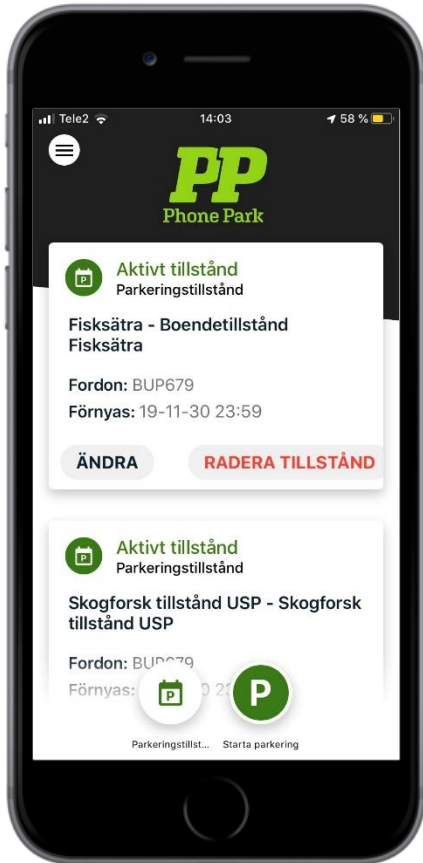 Tele2 14:03 58 %
PP
Phone Park
Aktivt tillstånd
Parkeringstillstånd
Fisksätra - Boendetillstånd
Fisksätra
Fordon: BUP679
Förnyas: 19-11-30 23:59
ÄNDRA RADERA TILLSTÅND
Aktivt tillstånd
Parkeringstillstånd
Skogforsk tillstånd USP - Skogforsk
tillstånd USP
Fordon:
Förnyas:
P P
Parkeringstillst... Starta parkering